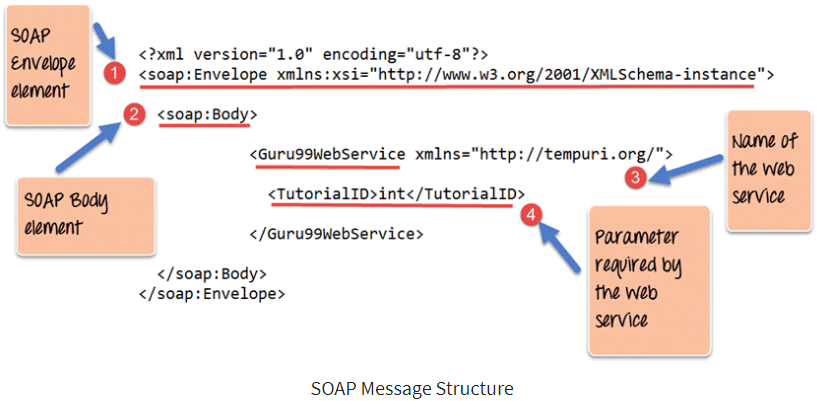 SOAP
Envelope
element
1
<?xml version="1.0" encoding="utf-8"?>
<soap:Envelope xmlns:xsi="http://www.w3.org/2001/XMLSchema-instance">
2
<soap:Body>
<Guru99WebService xmlns="http://tempuri.org/">
3
Name of
the Web
service
SOAP Body
element
<TutorialID>int</TutorialID>
4
Parameter
required by
the Web
service
</Guru99WebService>
</soap:Body>
</soap:Envelope>
SOAP Message Structure